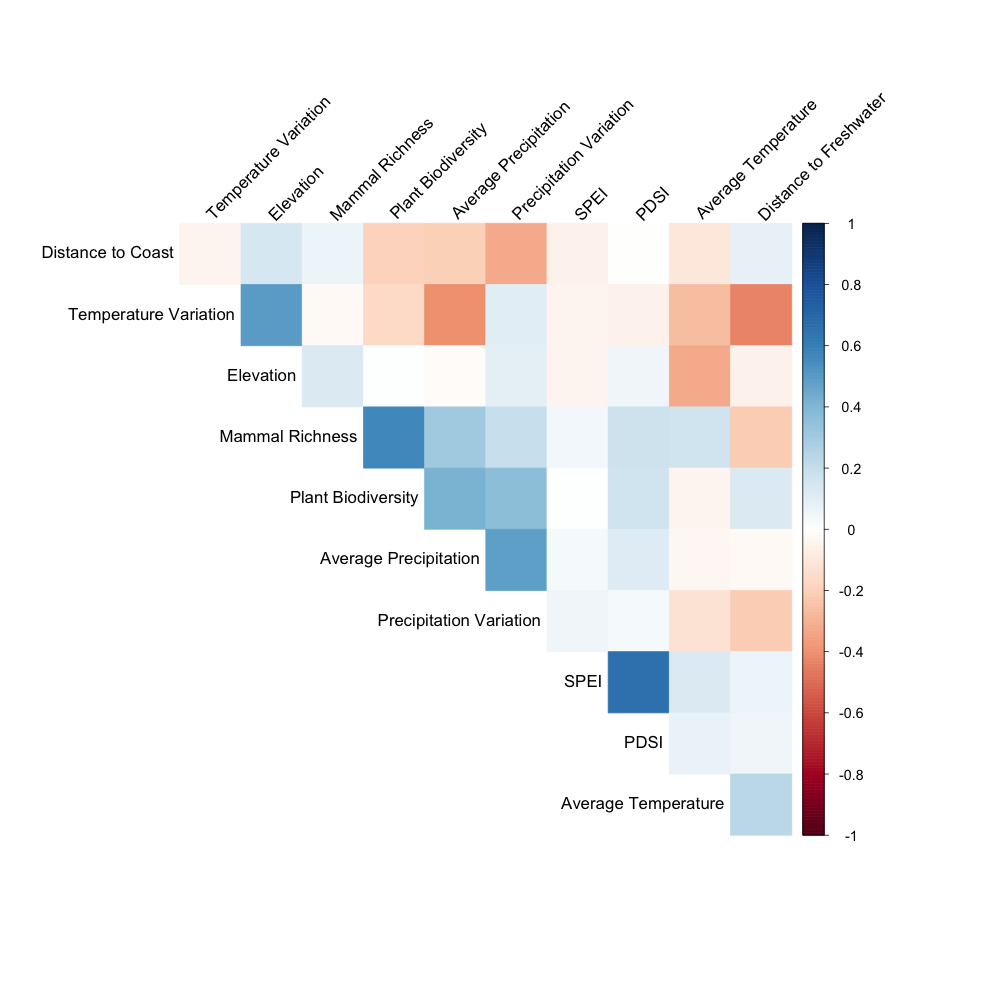 Temperature Variation
Elevation
Mammal Richness
Plant Biodiversity
Average Precipitation
Precipitation Variation
SPEI
PDSI
Average Temperature
Distance to Freshwater
Distance to Coast
Temperature Variation
Elevation
Mammal Richness
Plant Biodiversity
Average Precipitation
Precipitation Variation
SPEI
PDSI
Average Temperature
1
0.8
0.6
0.4
0.2
0
-0.2
-0.4
-0.6
-0.8
-1